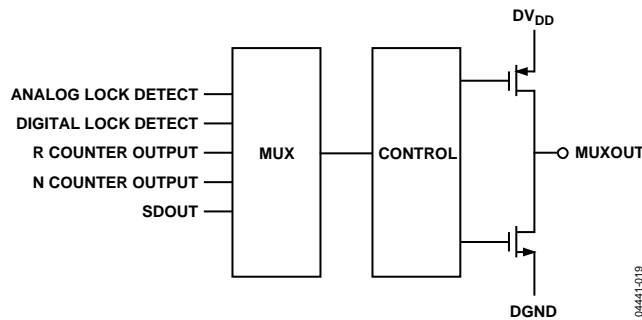 DVDD
ANALOG LOCK DETECT
DIGITAL LOCK DETECT
R COUNTER OUTPUT
N COUNTER OUTPUT
SDOUT
MUX
CONTROL
MUXOUT
DGND
04441-019